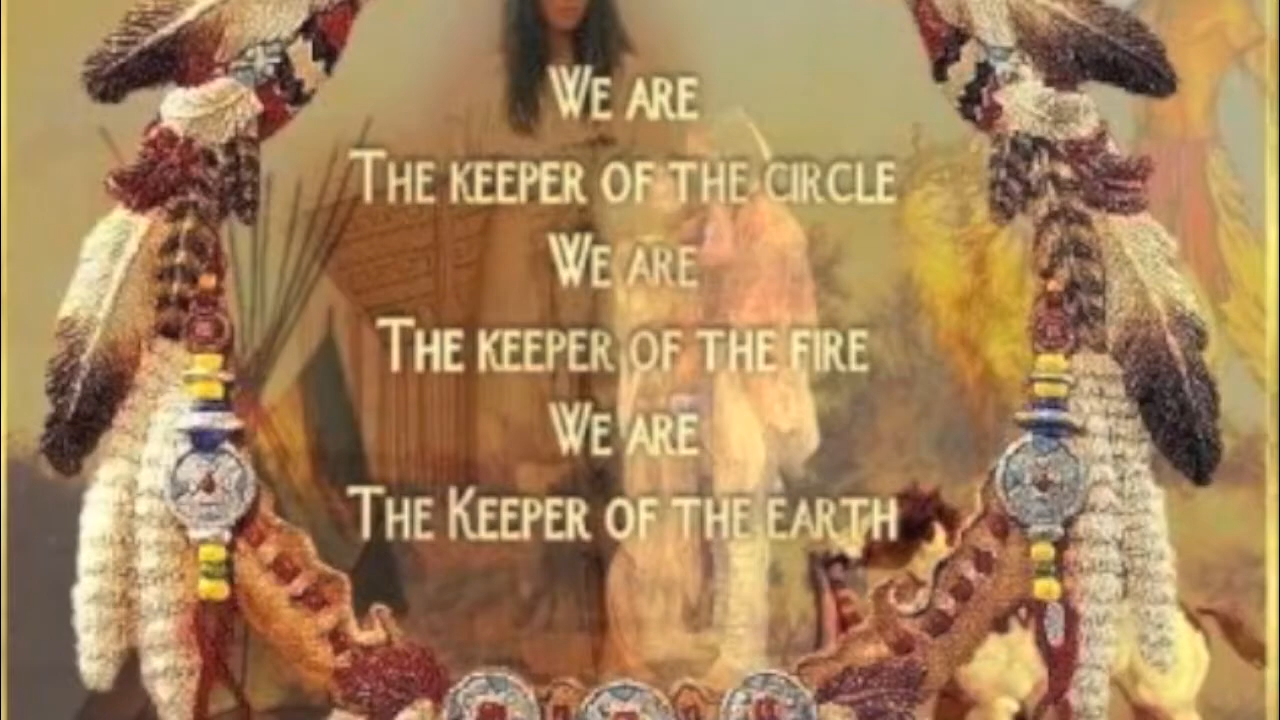 We are
The keeper of the circle
We are
The keeper of the fire
We are
The Keeper of the earth